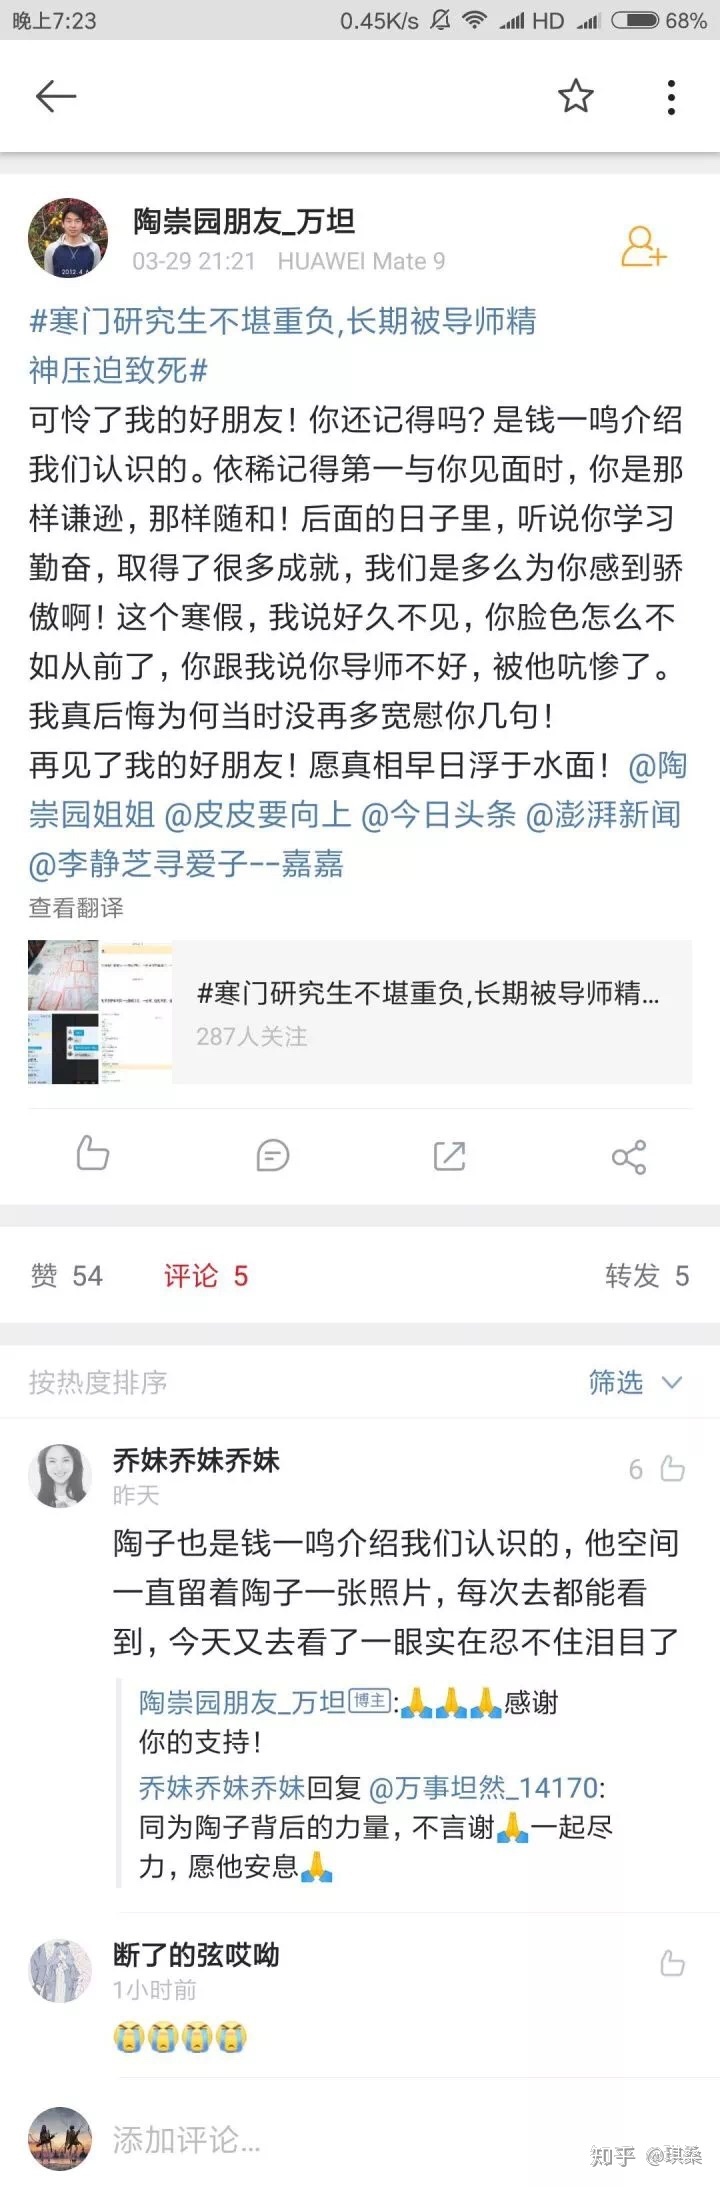 晚上7:23
0.45K/s HD 68%
陶崇园朋友_万坦
03-29 21:21 HUAWEI Mate 9
#寒门研究生不堪重负,长期被导师精
神压迫致死#
可怜了我的好朋友！你还记得吗？是钱一鸣介绍
我们认识的。依稀记得第一与你见面时，你是那
样谦逊，那样随和！后面的日子里，听说你学习
勤奋，取得了很多成就，我们是多么为你感到骄
傲啊！这个寒假，我说好久不见，你脸色怎么不
如从前了，你跟我说你导师不好，被他吭惨了。
我真后悔为何当时没再多宽慰你几句！
再见了我的好朋友！愿真相早日浮于水面！@陶
崇园姐姐 @皮皮要向上 @今日头条 @澎湃新闻
@李静芝寻爱子--嘉嘉
查看翻译
#寒门研究生不堪重负,长期被导师精...
287人关注
赞 54 评论 5 转发 5
按热度排序 筛选
乔妹乔妹乔妹 6
昨天
陶子也是钱一鸣介绍我们认识的，他空间
一直留着陶子一张照片，每次去都能看
到，今天又去看了一眼实在忍不住泪目了
陶崇园朋友_万坦 博主:🙏🙏🙏感谢
你的支持！
乔妹乔妹乔妹回复 @万事坦然_14170:
同为陶子背后的力量，不言谢🙏一起尽
力，愿他安息🙏
断了的弦哎呦
1小时前
😭😭😭😭
添加评论...
知乎 @琪桑